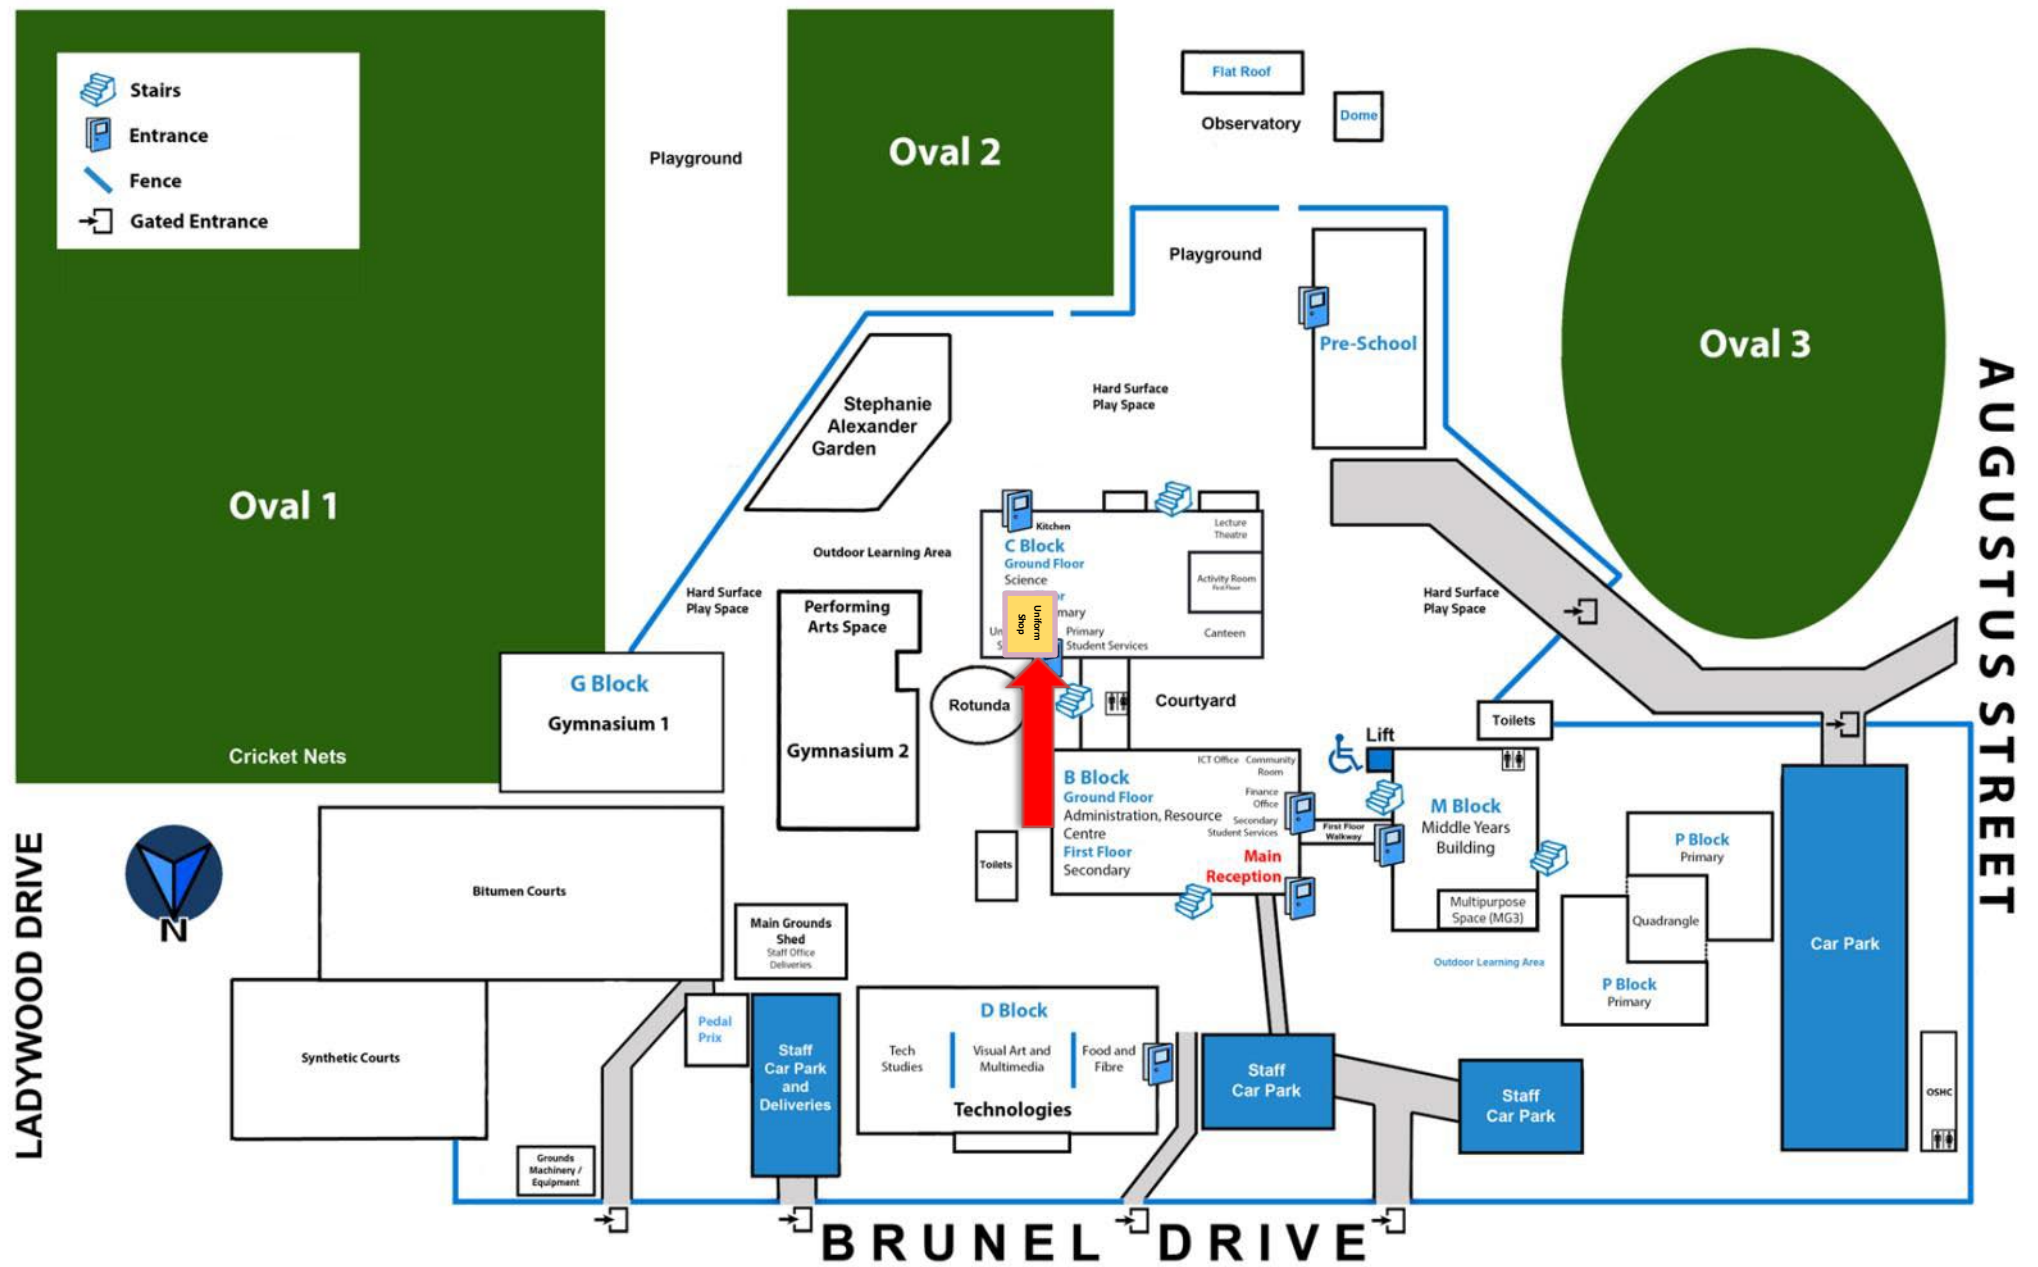 Stairs
Entrance
Fence
Gated Entrance
Oval 1
Cricket Nets
Playground
Oval 2
Flat Roof
Observatory
Dome
Playground
Pre-School
Oval 3
AUGUSTUS STREET
Stephanie
Alexander
Garden
Hard Surface
Play Space
Outdoor Learning Area
Hard Surface
Play Space
Performing
Arts Space
Gymnasium 2
G Block
Gymnasium 1
Kitchen
C Block
Ground Floor
Science
Uniform
Shop
Primary
Student Services
Lecture
Theatre
Activity Room
First Floor
Canteen
Hard Surface
Play Space
Rotunda
Courtyard
Toilets
Lift
B Block
Ground Floor
Administration, Resource
Centre
First Floor
Secondary
ICT Office
Community
Room
Finance
Office
Secondary
Student Services
Main
Reception
First Floor
Walkway
M Block
Middle Years
Building
Multipurpose
Space (MG3)
Outdoor Learning Area
P Block
Primary
Quadrangle
P Block
Primary
Car Park
OSHC
LADYWOOD DRIVE
N
Bitumen Courts
Toilets
Main Grounds
Shed
Staff Office
Deliveries
Synthetic Courts
Pedal
Prix
Staff
Car Park
and
Deliveries
D Block
Tech
Studies
Visual Art and
Multimedia
Food and
Fibre
Technologies
Staff
Car Park
Staff
Car Park
Grounds
Machinery /
Equipment
BRUNEL DRIVE